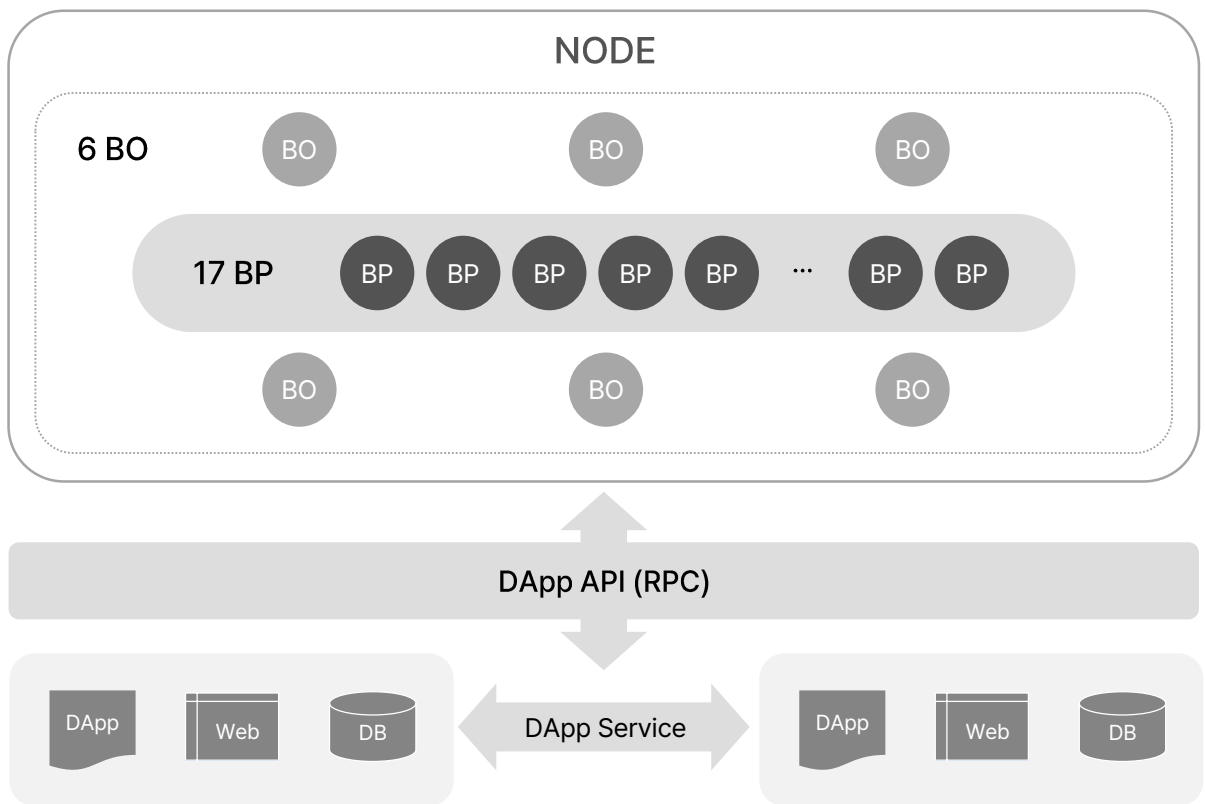 NODE
6 BO BO BO BO
17 BP BP BP BP BP BP ... BP BP
BO BO BO
DApp API (RPC)
DApp Web DB DApp Service DApp Web DB